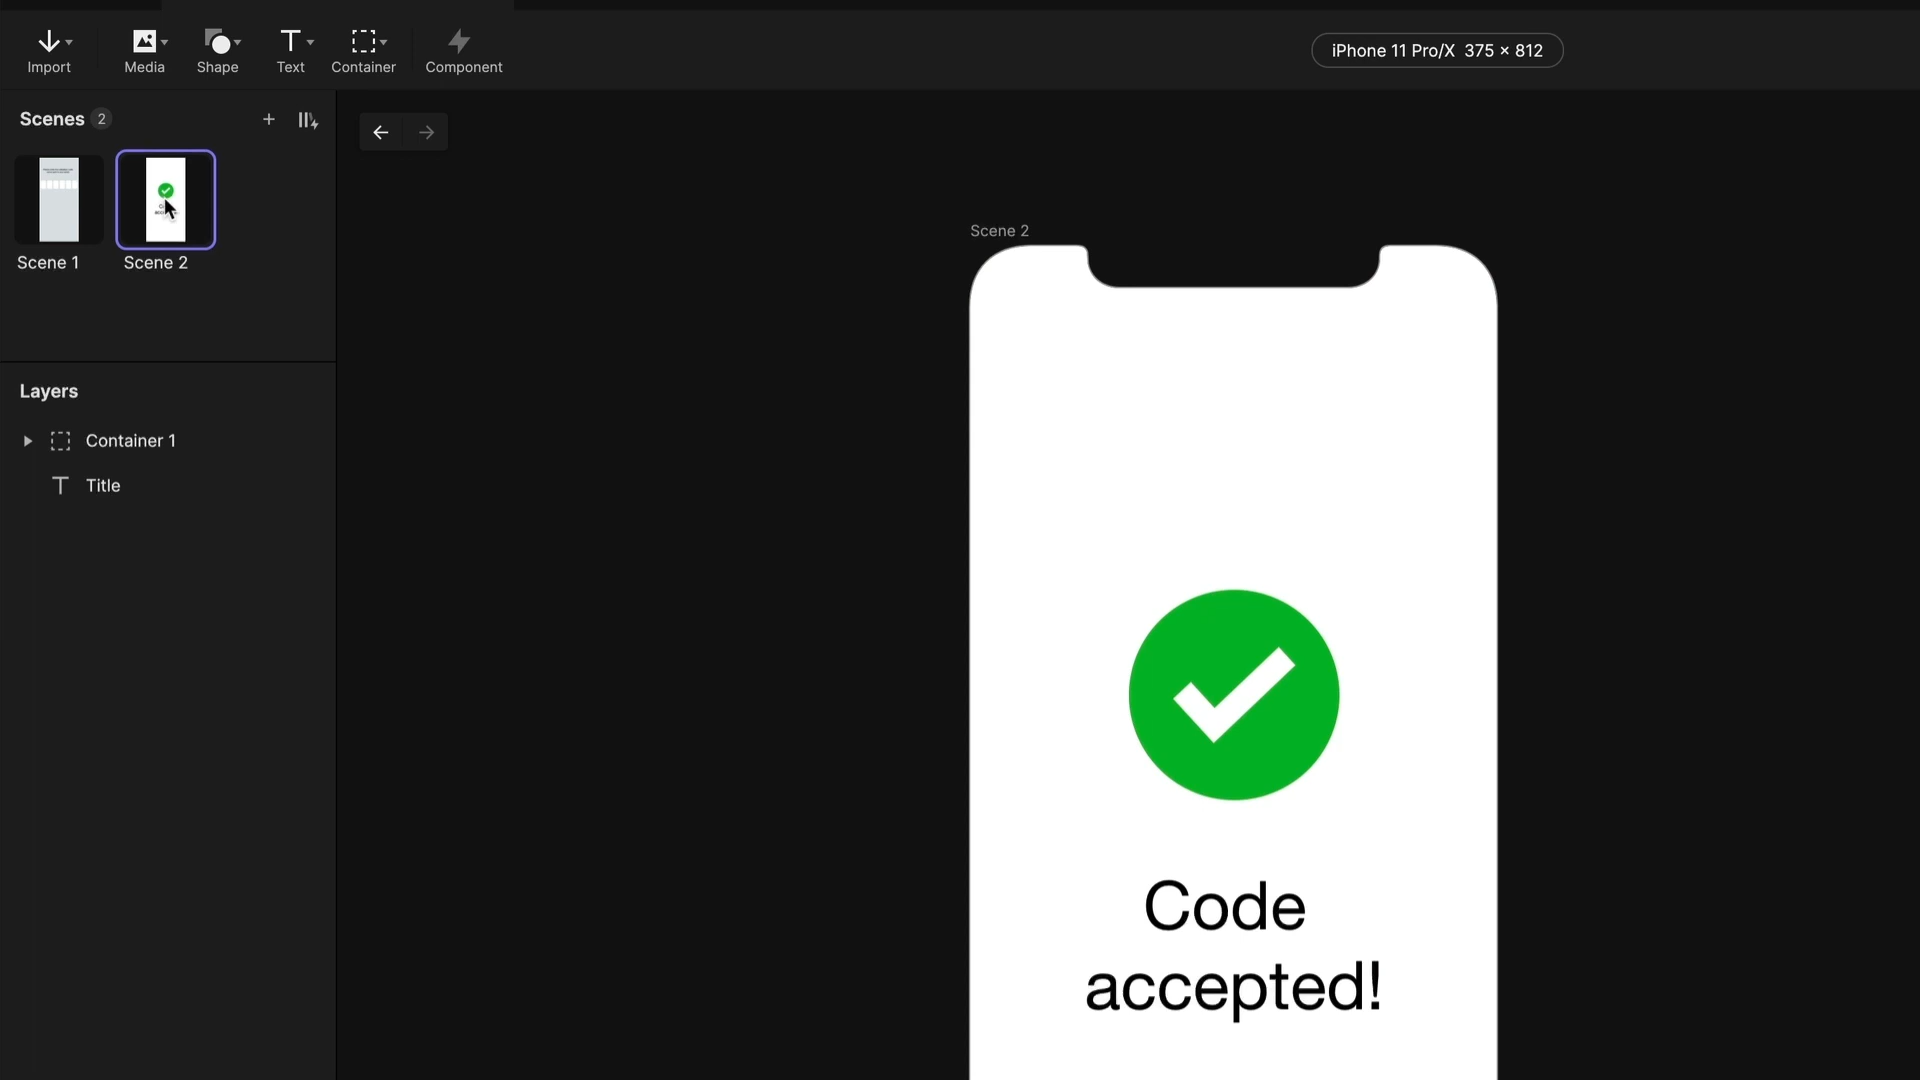 Import
Media
Shape
Text
Container
Component
iPhone 11 Pro/X 375 × 812
Scenes 2
Scene 1
Scene 2
Layers
Container 1
Title
Scene 2
Code
accepted!